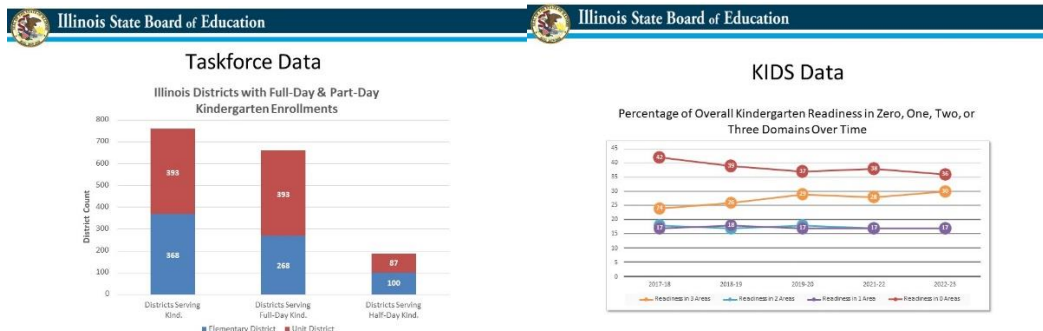 Illinois State Board of Education
Taskforce Data
Illinois Districts with Full-Day & Part-Day
Kindergarten Enrollments
District Count
800
700
600
500
400
300
200
100
0
393
368
393
268
87
100
Districts Serving
Kind.
Districts Serving
Full-Day Kind.
Districts Serving
Half-Day Kind.
Elementary District
Unit District
Illinois State Board of Education
KIDS Data
Percentage of Overall Kindergarten Readiness in Zero, One, Two, or
Three Domains Over Time
45
40
35
30
25
20
15
10
5
0
42
39
37
38
36
24
26
29
28
30
17
18
17
17
17
2017-18
2018-19
2019-20
2021-22
2022-23
Readiness in 3 Areas
Readiness in 2 Areas
Readiness in 1 Area
Readiness in 0 Areas